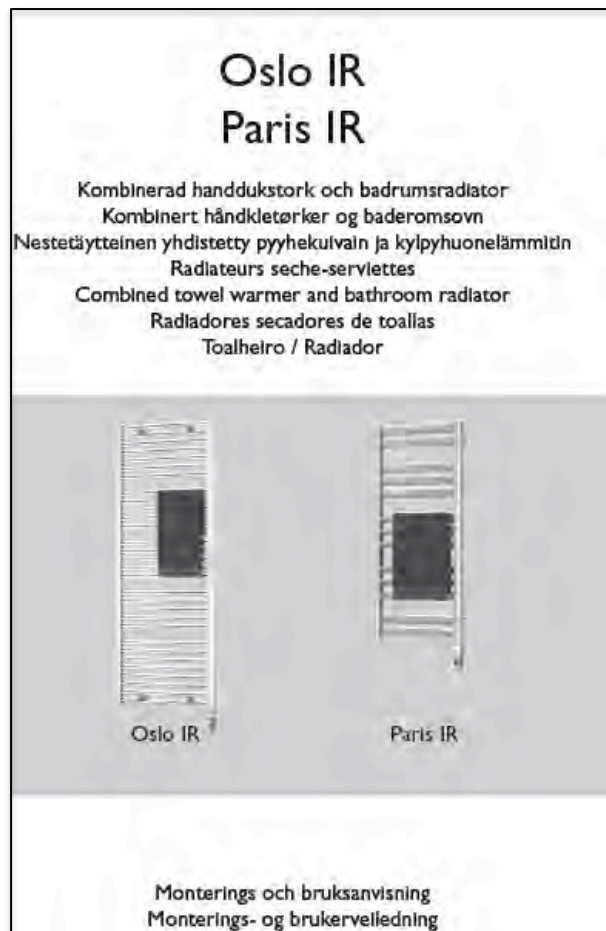 Oslo IR
Paris IR
Kombinerad handdukstork och badrumsradiator
Kombinert håndkletørker og baderomsovn
Nestetäytteinen yhdistetty pyyhekuivain ja kylpyhuonelämmitin
Radiateurs seche-serviettes
Combined towel warmer and bathroom radiator
Radiadores secadores de toallas
Toalheiro / Radiador
Oslo IR
Paris IR
Monterings och bruksanvisning
Monterings- og brukerveiledning